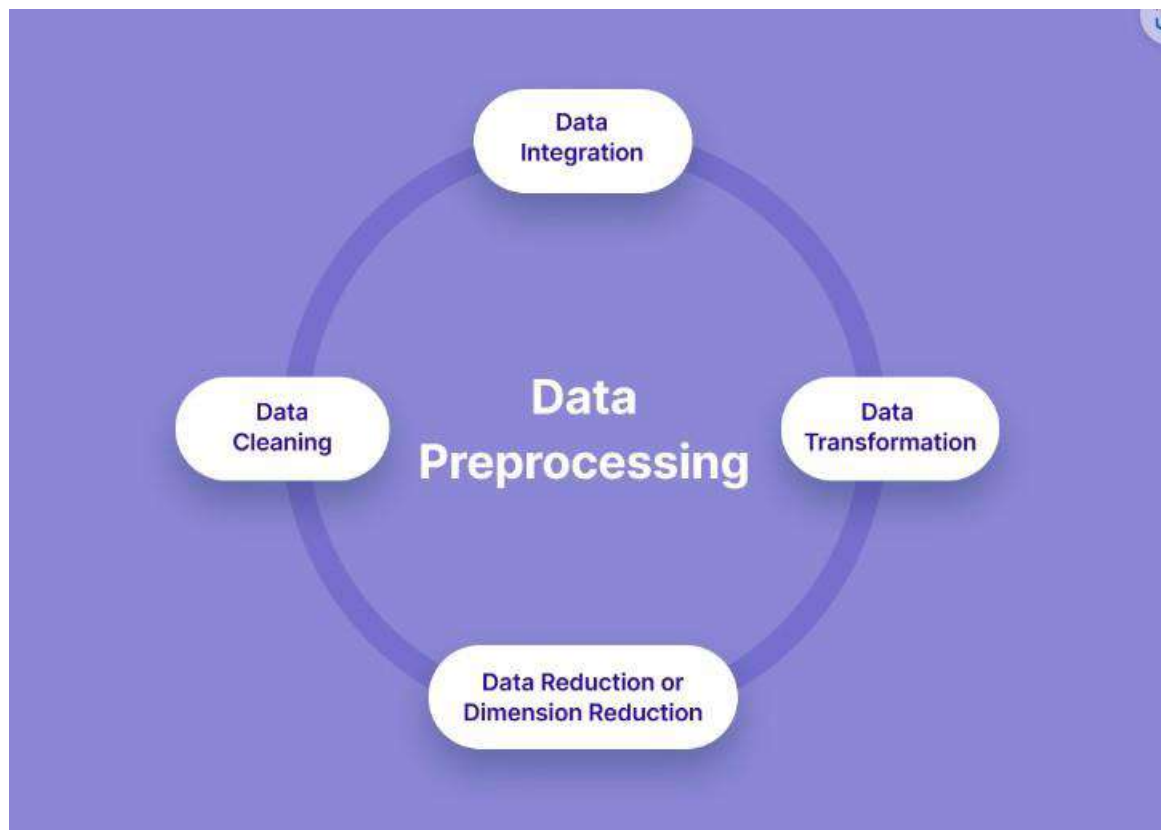 Data
Integration
Data
Cleaning
Data
Preprocessing
Data
Transformation
Data Reduction or
Dimension Reduction